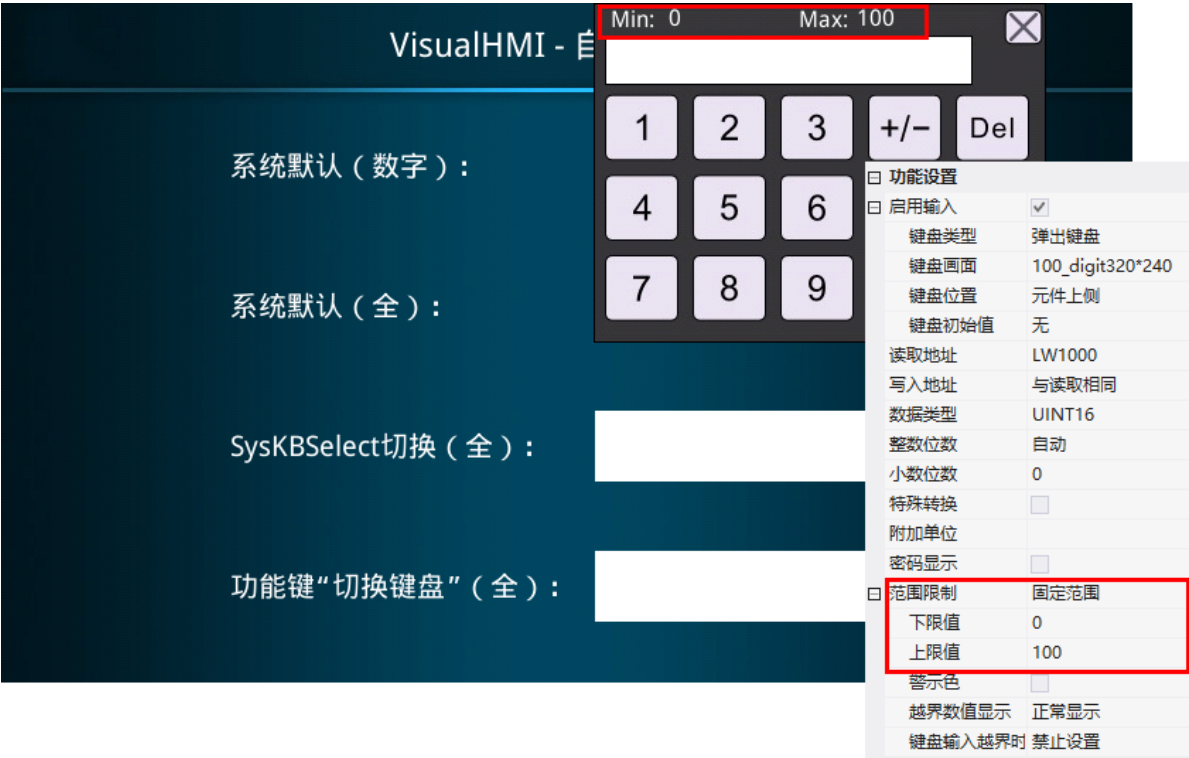 VisualHMI - 自
Min: 0 Max: 100
1 2 3 +/− Del
4 5 6
7 8 9
系统默认（数字）：
系统默认（全）：
SysKBSelect切换（全）：
功能键“切换键盘”（全）：
功能设置
启用输入
键盘类型 弹出键盘
键盘画面 100_digit320*240
键盘位置 元件上侧
键盘初始值 无
读取地址 LW1000
写入地址 与读取相同
数据类型 UINT16
整数位数 自动
小数位数 0
特殊转换
附加单位
密码显示
范围限制 固定范围
下限值 0
上限值 100
警示色
越界数值显示 正常显示
键盘输入越界时 禁止设置